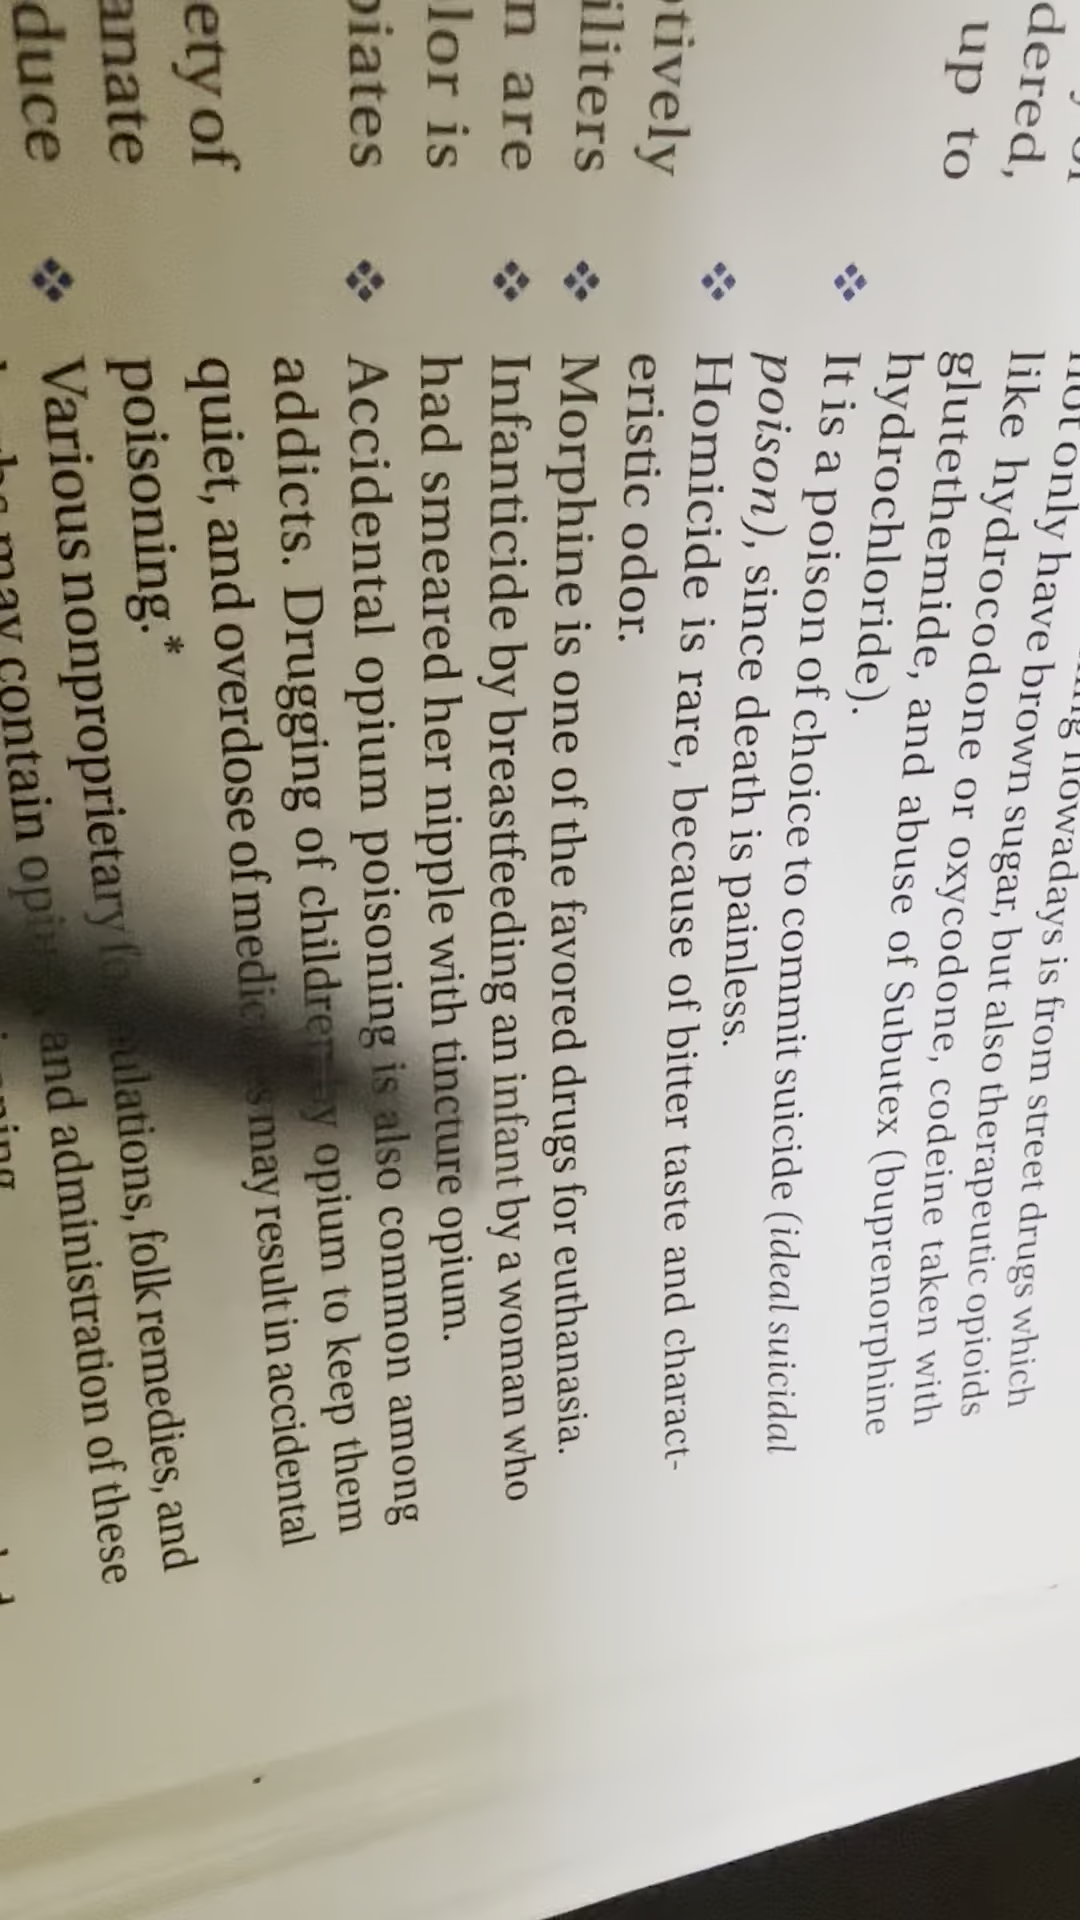 dered,
up to
tively
iliters
n are
lor is
piates
ety of
anate
duce
only have brown sugar, but also therapeutic opioids
nowadays is from street drugs which
like hydrocodone or oxycodone, codeine taken with
glutethemide, and abuse of Subutex (buprenorphine
hydrochloride).
❖ It is a poison of choice to commit suicide (ideal suicidal
poison), since death is painless.
❖ Homicide is rare, because of bitter taste and charact-
eristic odor.
❖ Morphine is one of the favored drugs for euthanasia.
❖ Infanticide by breastfeeding an infant by a woman who
had smeared her nipple with tincture opium.
❖ Accidental opium poisoning is also common among
addicts. Drugging of children by opium to keep them
quiet, and overdose of may result in accidental
poisoning.*
❖ Various nonproprietary folk remedies, and
may contain and administration of these